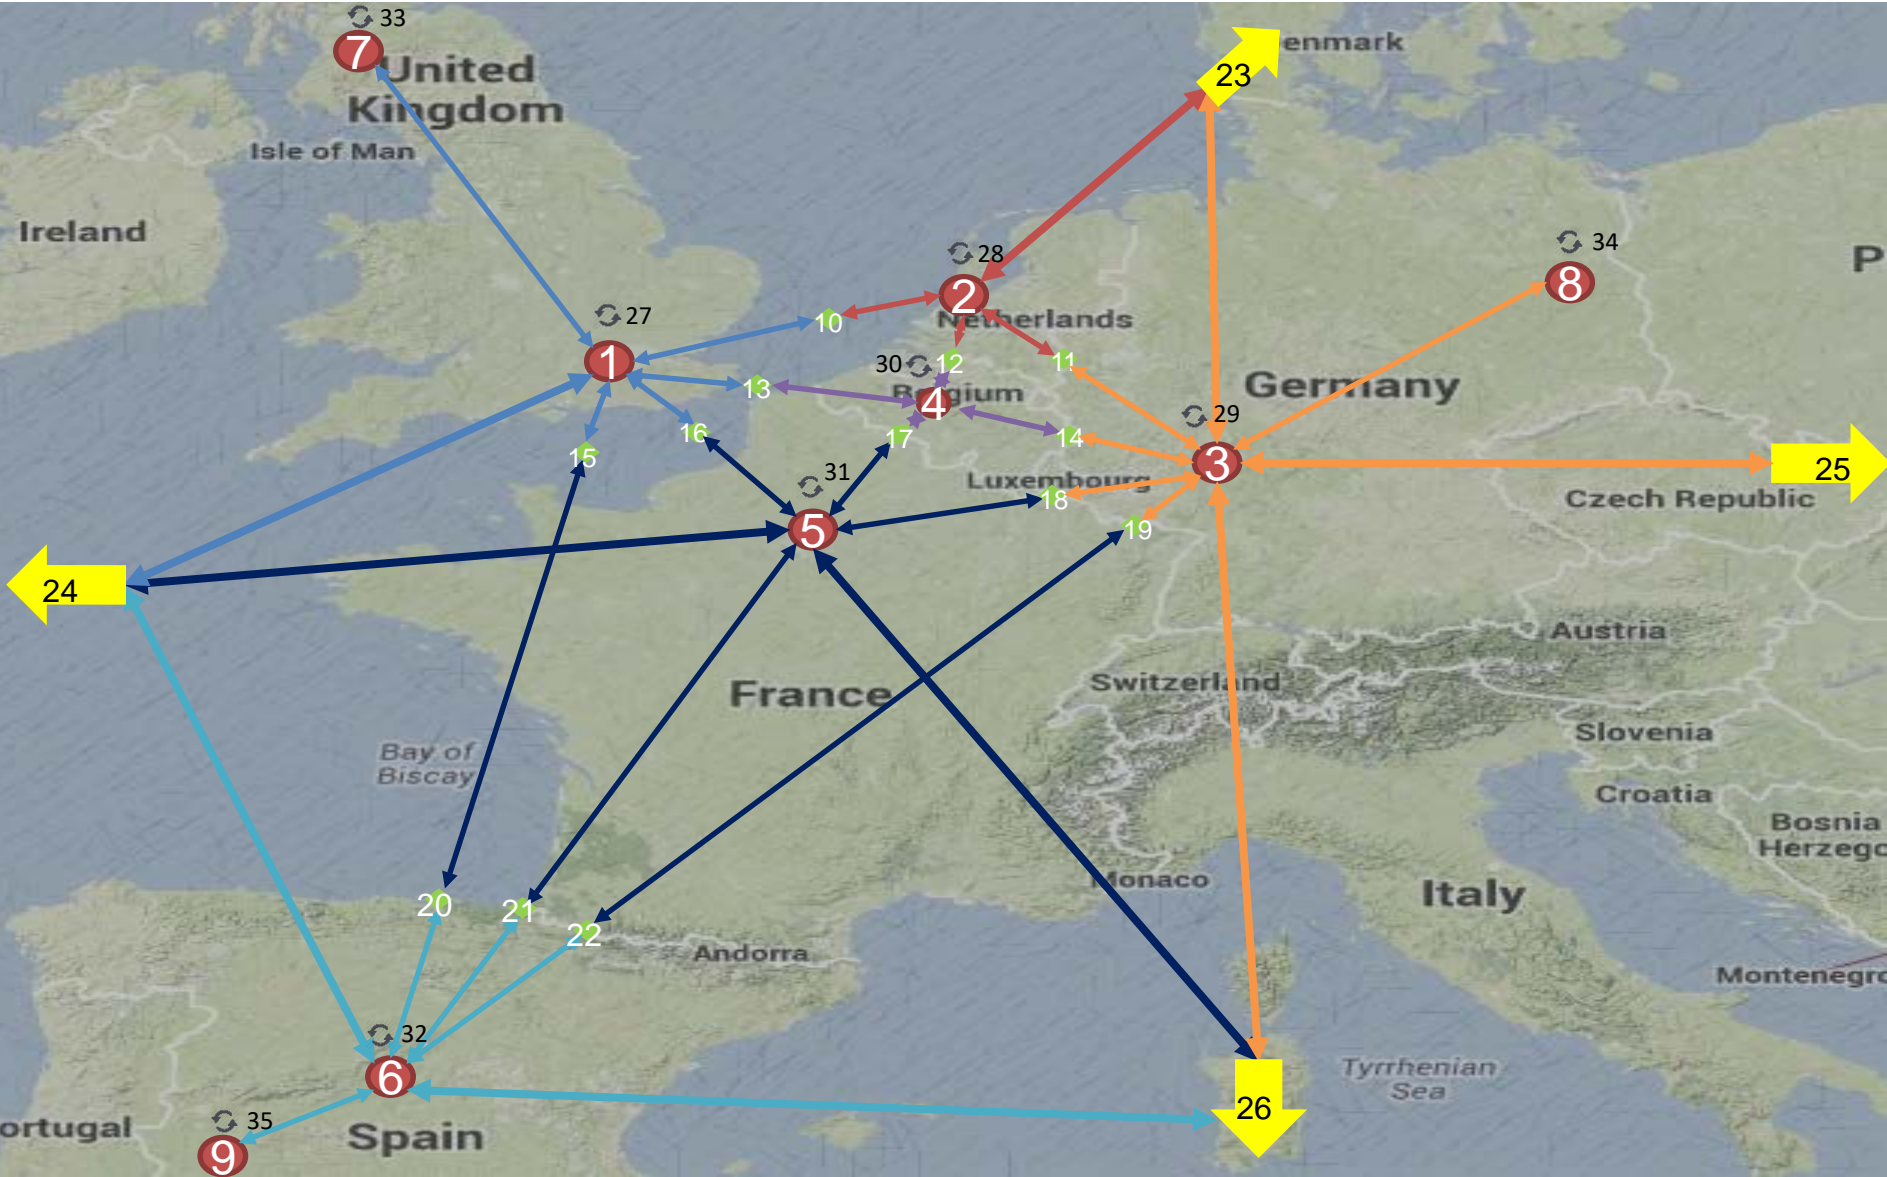 33
7
United
Kingdom
enmark
23
Isle of Man
Ireland
28
34
P
2
8
27
10
Netherlands
1
30
12
11
13
Belgium
Germany
4
29
16
17
14
15
3
25
31
Luxembourg
18
Czech Republic
5
19
24
Austria
Switzerland
France
Slovenia
Bay of
Biscay
Croatia
Bosnia
Herzego
Monaco
Italy
20
21
22
Andorra
Montenegro
32
6
Tyrrhenian
Sea
26
35
ortugal
Spain
9